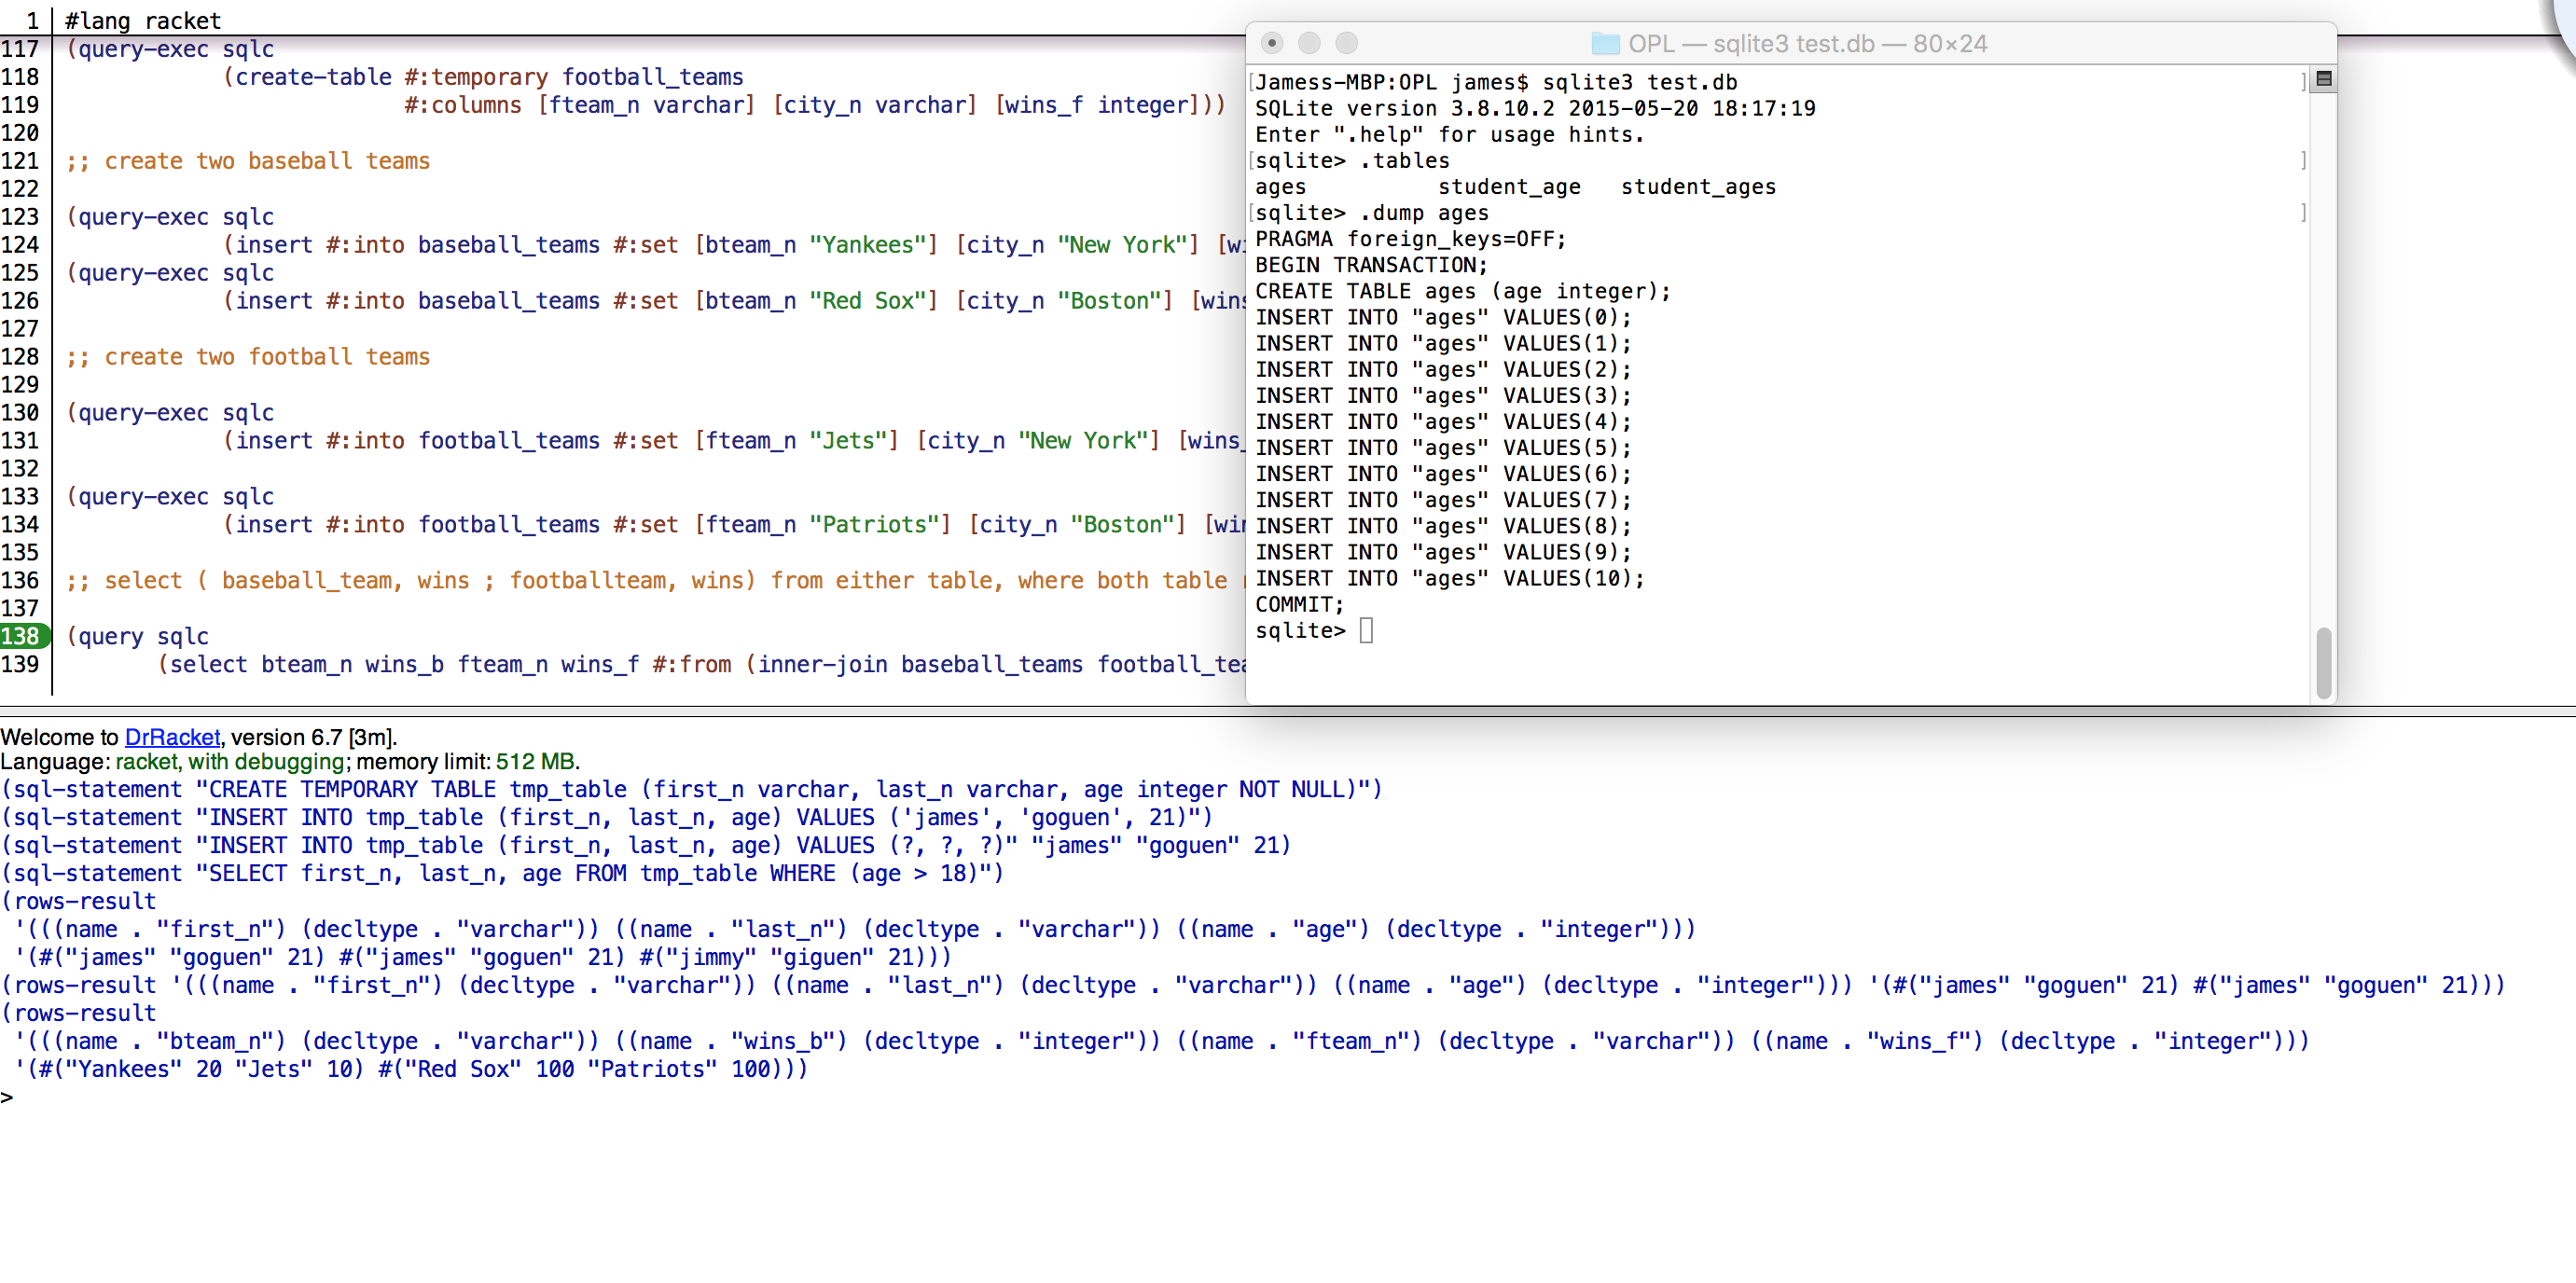 1 #lang racket
117 (query-exec sqlc
118 (create-table #:temporary football_teams
119 #:columns [fteam_n varchar] [city_n varchar] [wins_f integer]))
120
121 ;; create two baseball teams
122
123 (query-exec sqlc
124 (insert #:into baseball_teams #:set [bteam_n "Yankees"] [city_n "New York"]
125 (query-exec sqlc
126 (insert #:into baseball_teams #:set [bteam_n "Red Sox"] [city_n "Boston"] [wins
127
128 ;; create two football teams
129
130 (query-exec sqlc
131 (insert #:into football_teams #:set [fteam_n "Jets"] [city_n "New York"] [wins_
132
133 (query-exec sqlc
134 (insert #:into football_teams #:set [fteam_n "Patriots"] [city_n "Boston"]
135
136 ;; select ( baseball_team, wins ; footballteam, wins) from either table, where both table
137
138 (query sqlc
139 (select bteam_n wins_b fteam_n wins_f #:from (inner-join baseball_teams football_tea
OPL — sqlite3 test.db — 80×24
Jamess-MBP:OPL james$ sqlite3 test.db
SQLite version 3.8.10.2 2015-05-20 18:17:19
Enter ".help" for usage hints.
sqlite> .tables
ages student_age student_ages
sqlite> .dump ages
PRAGMA foreign_keys=OFF;
BEGIN TRANSACTION;
CREATE TABLE ages (age integer);
INSERT INTO "ages" VALUES(0);
INSERT INTO "ages" VALUES(1);
INSERT INTO "ages" VALUES(2);
INSERT INTO "ages" VALUES(3);
INSERT INTO "ages" VALUES(4);
INSERT INTO "ages" VALUES(5);
INSERT INTO "ages" VALUES(6);
INSERT INTO "ages" VALUES(7);
INSERT INTO "ages" VALUES(8);
INSERT INTO "ages" VALUES(9);
INSERT INTO "ages" VALUES(10);
COMMIT;
sqlite>
Welcome to DrRacket, version 6.7 [3m].
Language: racket, with debugging; memory limit: 512 MB.
(sql-statement "CREATE TEMPORARY TABLE tmp_table (first_n varchar, last_n varchar, age integer NOT NULL)")
(sql-statement "INSERT INTO tmp_table (first_n, last_n, age) VALUES ('james', 'goguen', 21)")
(sql-statement "INSERT INTO tmp_table (first_n, last_n, age) VALUES (?, ?, ?)" "james" "goguen" 21)
(sql-statement "SELECT first_n, last_n, age FROM tmp_table WHERE (age > 18)")
(rows-result
'(((name . "first_n") (decltype . "varchar")) ((name . "last_n") (decltype . "varchar")) ((name . "age") (decltype . "integer")))
'(#("james" "goguen" 21) #("james" "goguen" 21) #("jimmy" "giguen" 21)))
(rows-result '(((name . "first_n") (decltype . "varchar")) ((name . "last_n") (decltype . "varchar")) ((name . "age") (decltype . "integer"))) '(#("james" "goguen" 21) #("james" "goguen" 21)))
(rows-result
'(((name . "bteam_n") (decltype . "varchar")) ((name . "wins_b") (decltype . "integer")) ((name . "fteam_n") (decltype . "varchar")) ((name . "wins_f") (decltype . "integer")))
'(#("Yankees" 20 "Jets" 10) #("Red Sox" 100 "Patriots" 100)))
>